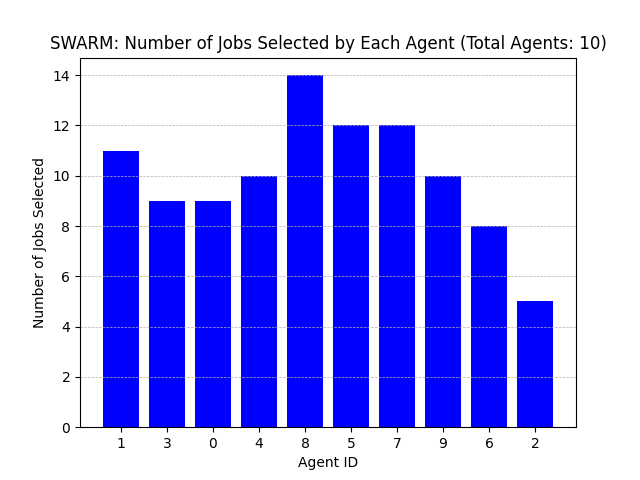 SWARM: Number of Jobs Selected by Each Agent (Total Agents: 10)
14
12
10
8
6
4
2
0
Number of Jobs Selected
1 3 0 4 8 5 7 9 6 2
Agent ID